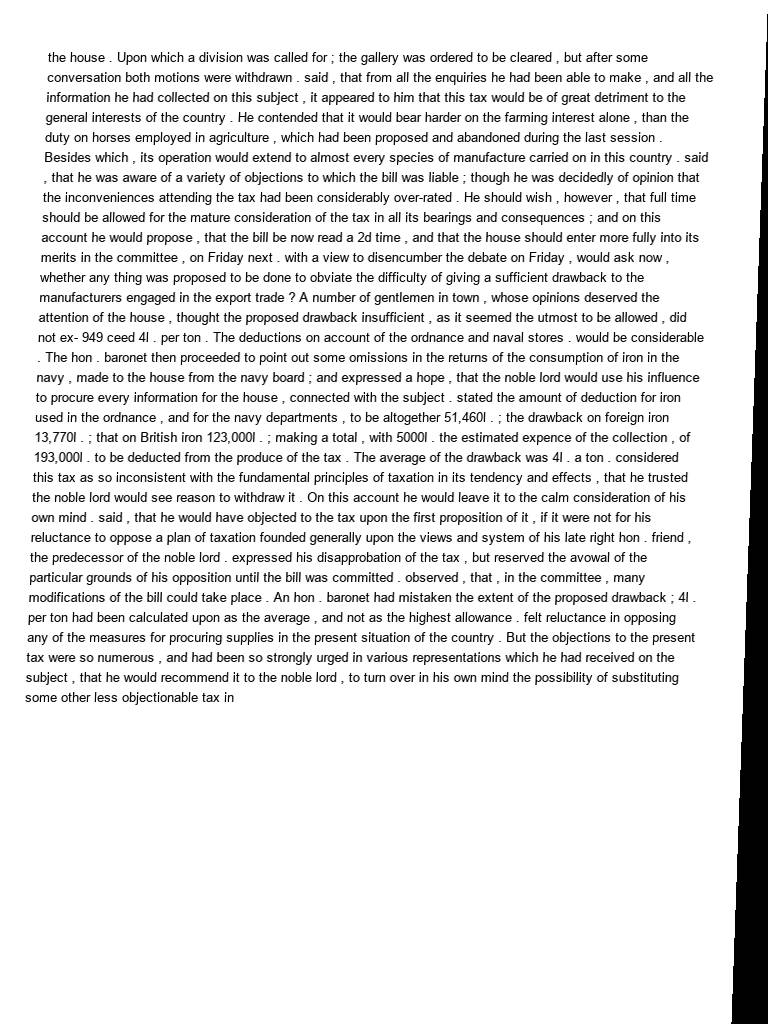 the house . Upon which a division was called for ; the gallery was ordered to be cleared , but after some
conversation both motions were withdrawn . said , that from all the enquiries he had been able to make , and all the
information he had collected on this subject , it appeared to him that this tax would be of great detriment to the
general interests of the country . He contended that it would bear harder on the farming interest alone , than the
duty on horses employed in agriculture , which had been proposed and abandoned during the last session .
Besides which , its operation would extend to almost every species of manufacture carried on in this country . said
, that he was aware of a variety of objections to which the bill was liable ; though he was decidedly of opinion that
the inconveniences attending the tax had been considerably over-rated . He should wish , however , that full time
should be allowed for the mature consideration of the tax in all its bearings and consequences ; and on this
account he would propose , that the bill be now read a 2d time , and that the house should enter more fully into its
merits in the committee , on Friday next . with a view to disencumber the debate on Friday , would ask now ,
whether any thing was proposed to be done to obviate the difficulty of giving a sufficient drawback to the
manufacturers engaged in the export trade ? A number of gentlemen in town , whose opinions deserved the
attention of the house , thought the proposed drawback insufficient , as it seemed the utmost to be allowed , did
not ex- 949 ceed 4l . per ton . The deductions on account of the ordnance and naval stores . would be considerable
. The hon . baronet then proceeded to point out some omissions in the returns of the consumption of iron in the
navy , made to the house from the navy board ; and expressed a hope , that the noble lord would use his influence
to procure every information for the house , connected with the subject . stated the amount of deduction for iron
used in the ordnance , and for the navy departments , to be altogether 51,460l . ; the drawback on foreign iron
13,770l . ; that on British iron 123,000l . ; making a total , with 5000l . the estimated expence of the collection , of
193,000l . to be deducted from the produce of the tax . The average of the drawback was 4l . a ton . considered
this tax as so inconsistent with the fundamental principles of taxation in its tendency and effects , that he trusted
the noble lord would see reason to withdraw it . On this account he would leave it to the calm consideration of his
own mind . said , that he would have objected to the tax upon the first proposition of it , if it were not for his
reluctance to oppose a plan of taxation founded generally upon the views and system of his late right hon . friend ,
the predecessor of the noble lord . expressed his disapprobation of the tax , but reserved the avowal of the
particular grounds of his opposition until the bill was committed . observed , that , in the committee , many
modifications of the bill could take place . An hon . baronet had mistaken the extent of the proposed drawback ; 4l .
per ton had been calculated upon as the average , and not as the highest allowance . felt reluctance in opposing
any of the measures for procuring supplies in the present situation of the country . But the objections to the present
tax were so numerous , and had been so strongly urged in various representations which he had received on the
subject , that he would recommend it to the noble lord , to turn over in his own mind the possibility of substituting
some other less objectionable tax in